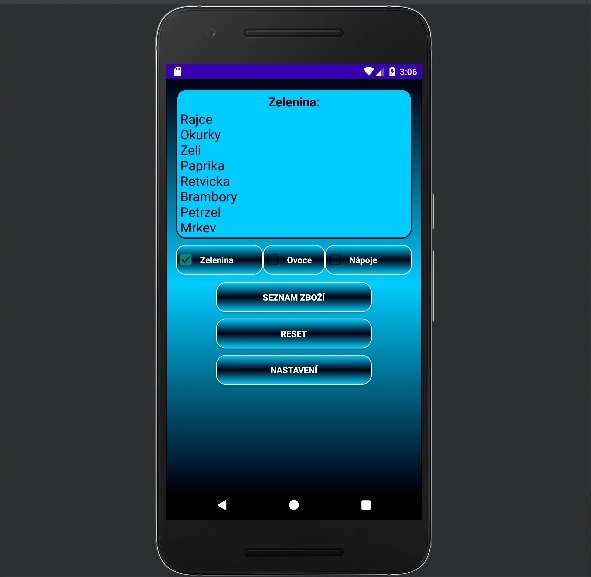 3:06
Zelenina:
Rajce
Okurky
Zeli
Paprika
Retvicka
Brambory
Petrzel
Mrkev
Zelenina Ovoce Nápoje
SEZNAM ZBOŽÍ
RESET
NASTAVENÍ